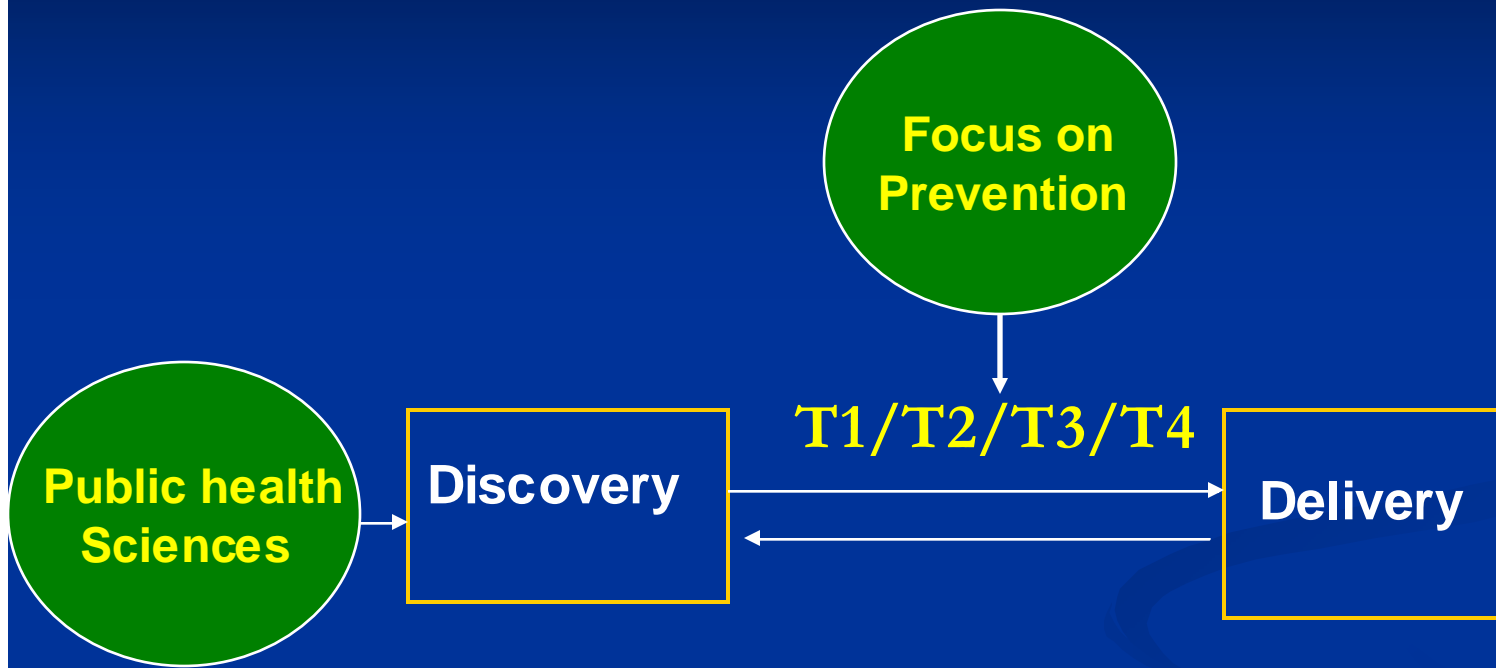 Focus on
Prevention
T1/T2/T3/T4
Public health
Sciences
Discovery
Delivery